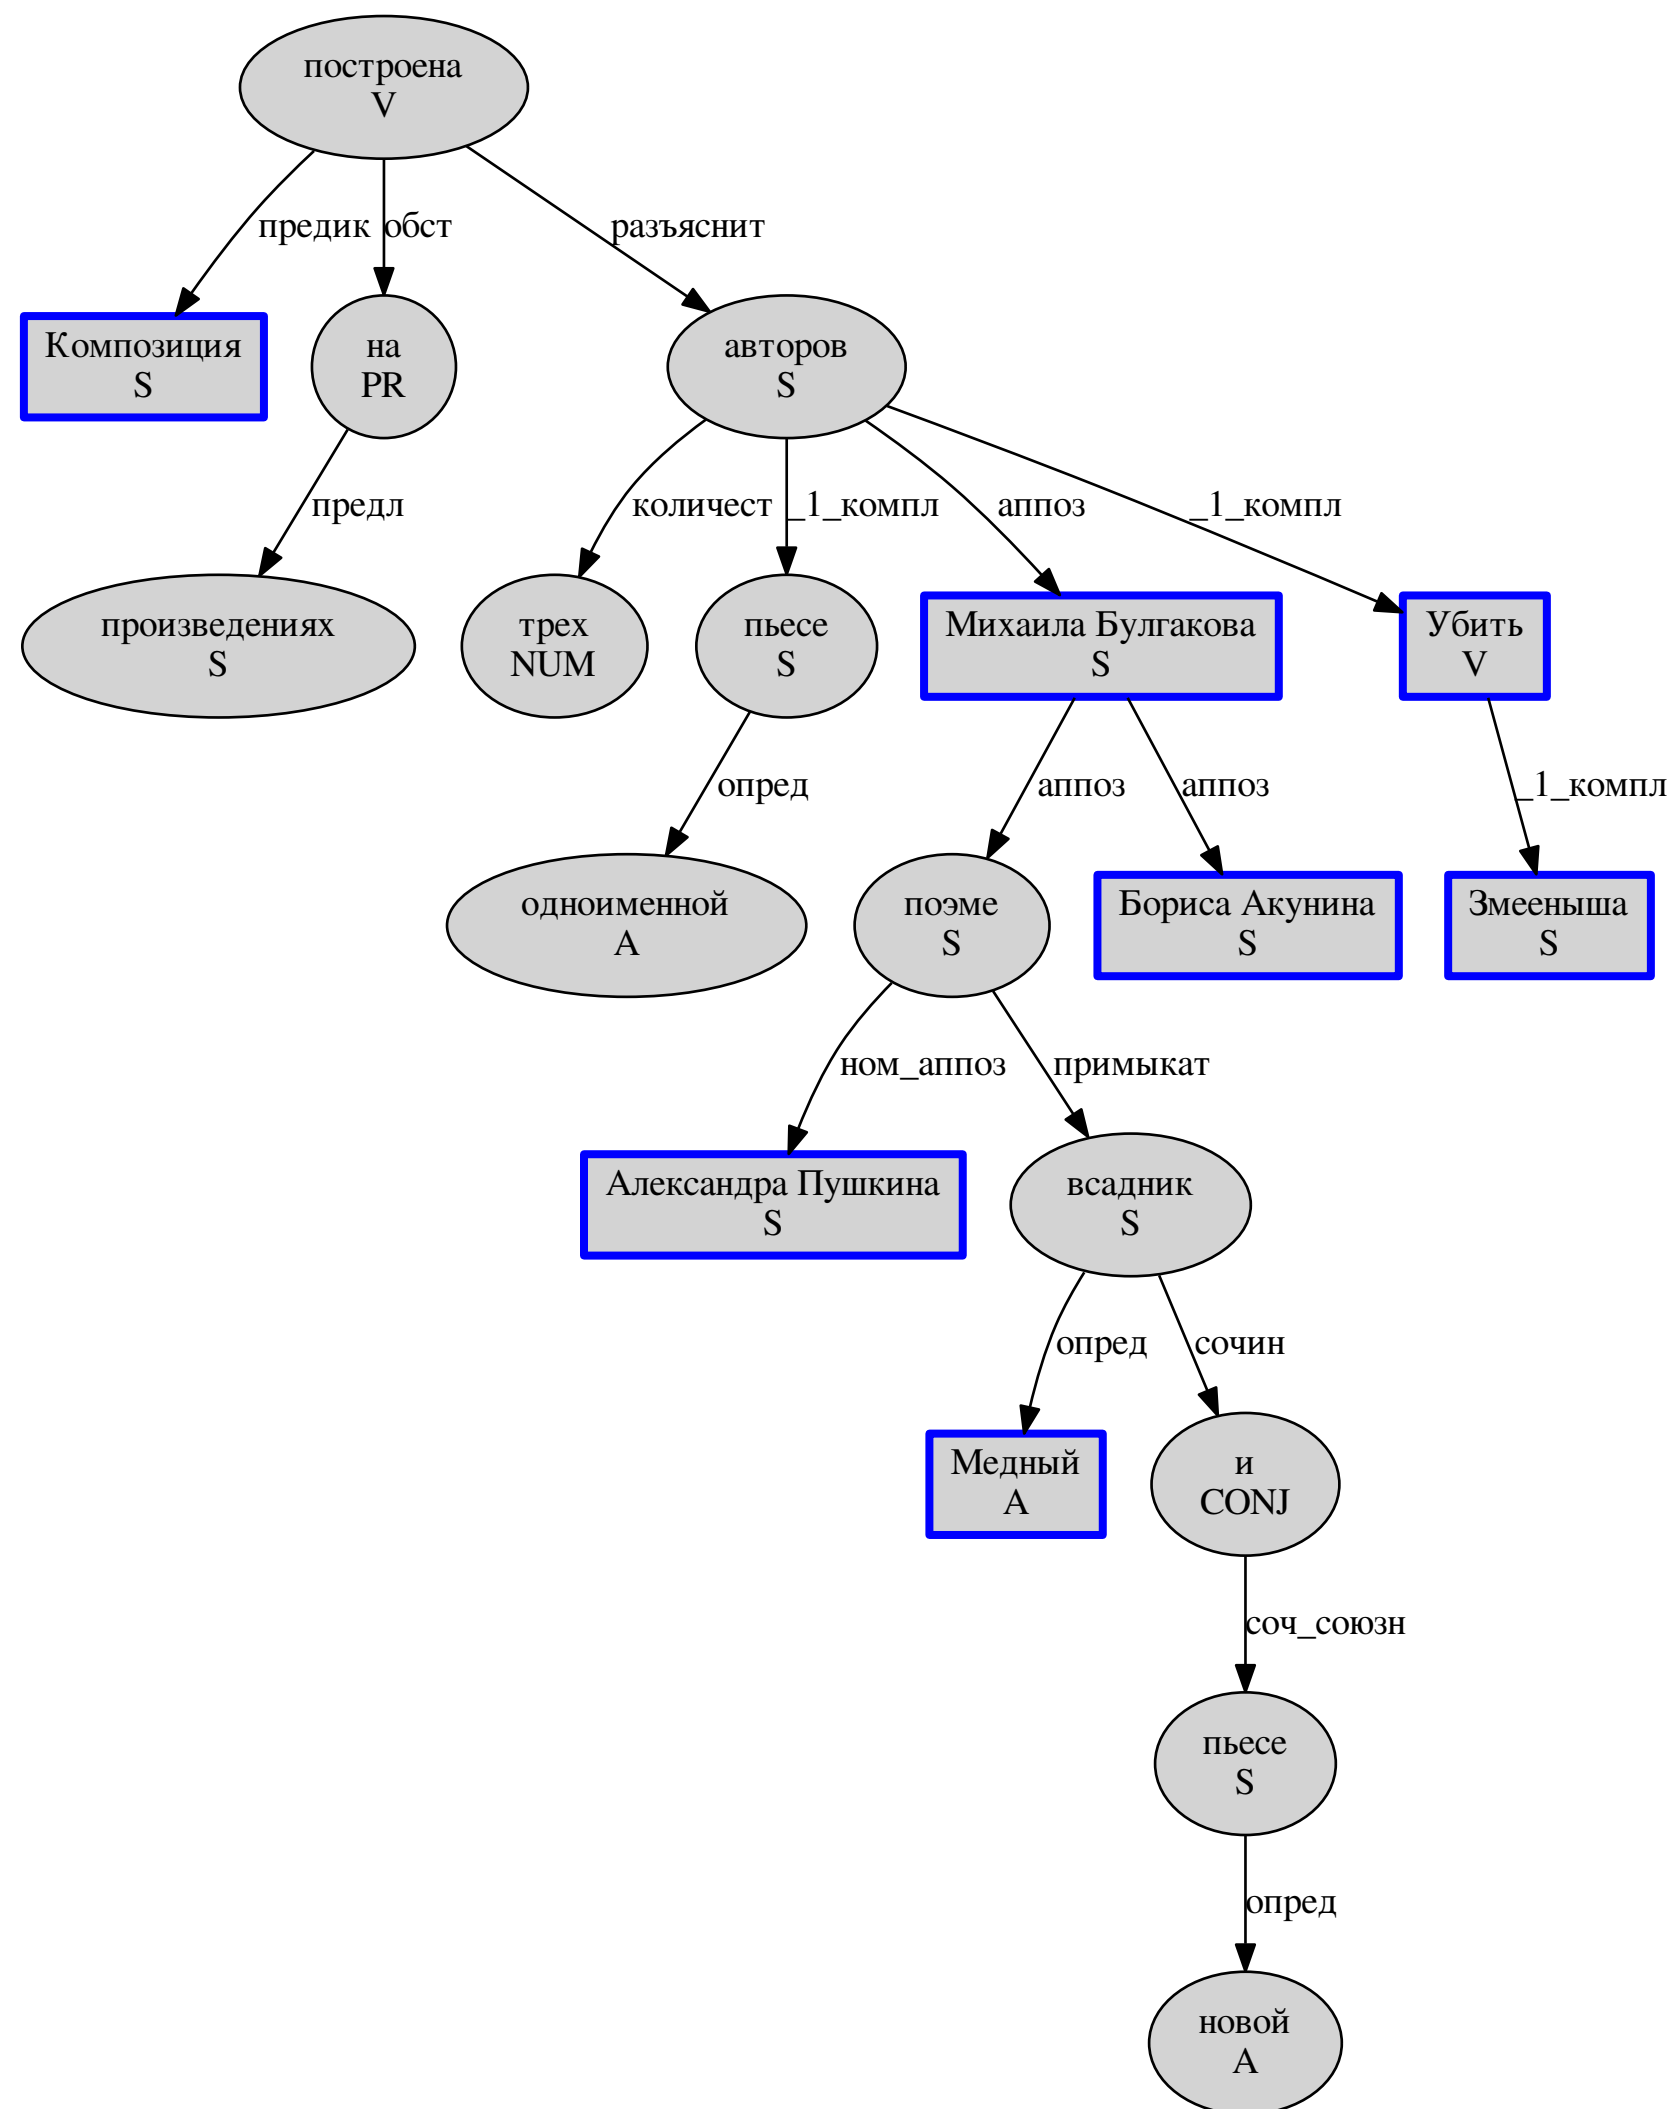 построена
V
предик
обст
разъяснит
Композиция
S
на
PR
авторов
S
предл
количест
_1_компл
аппоз
_1_компл
произведениях
S
трех
NUM
пьесе
S
Михаила Булгакова
S
Убить
V
опред
аппоз
аппоз
_1_компл
одноименной
A
поэме
S
Бориса Акунина
S
Змееныша
S
ном_аппоз
примыкат
Александра Пушкина
S
всадник
S
опред
сочин
Медный
A
и
CONJ
соч_союзн
пьесе
S
опред
новой
A